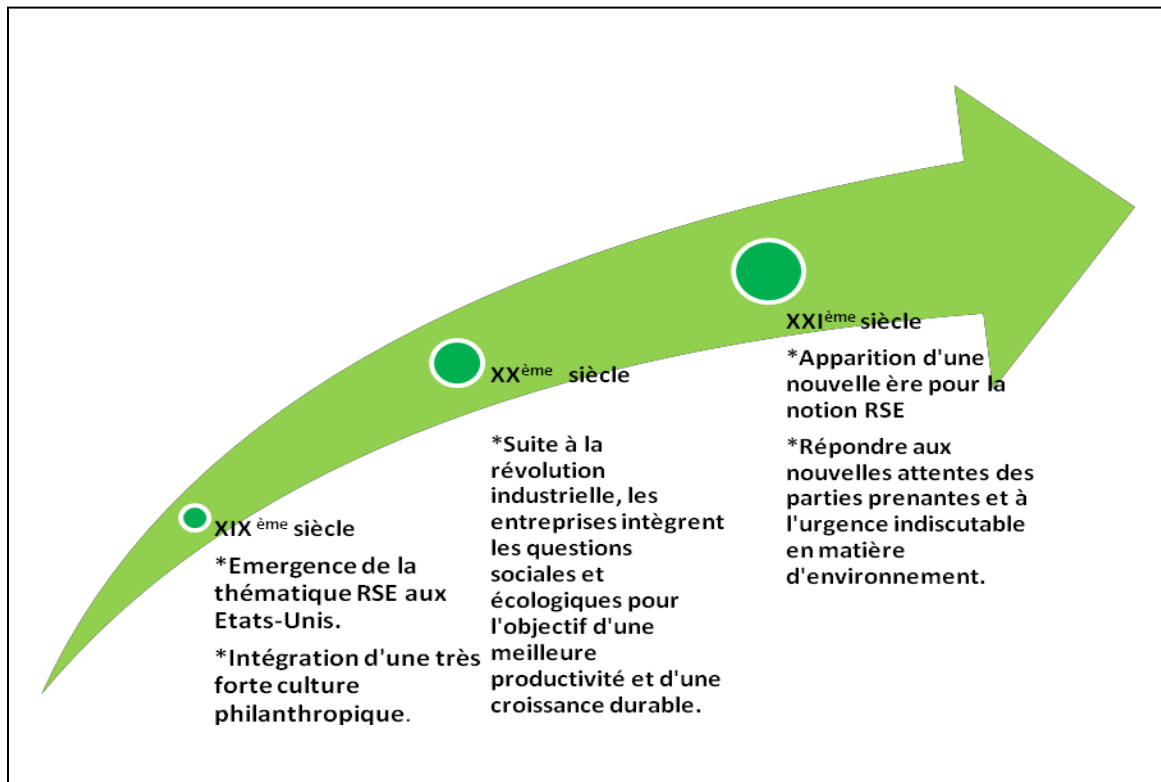 XIX ème siècle
*Emergence de la
thématique RSE aux
Etats-Unis.
*Intégration d'une très
forte culture
philanthropique.
XXème siècle
*Suite à la
révolution
industrielle, les
entreprises intègrent
les questions
sociales et
écologiques pour
l'objectif d'une
meilleure
productivité et d'une
croissance durable.
XXIème siècle
*Apparition d'une
nouvelle ère pour la
notion RSE
*Répondre aux
nouvelles attentes des
parties prenantes et à
l'urgence indiscutable
en matière
d'environnement.